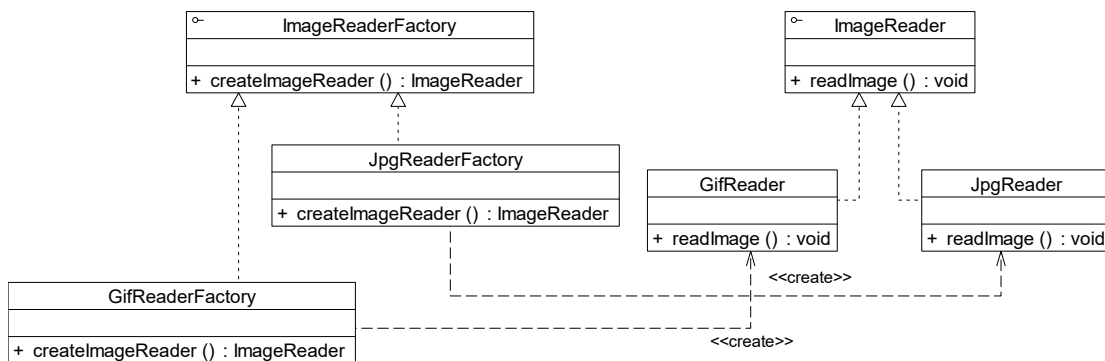 ImageReaderFactory
+ createImageReader () : ImageReader
ImageReader
+ readImage () : void
JpgReaderFactory
+ createImageReader () : ImageReader
GifReader
+ readImage () : void
JpgReader
+ readImage () : void
<<create>>
GifReaderFactory
+ createImageReader () : ImageReader
<<create>>